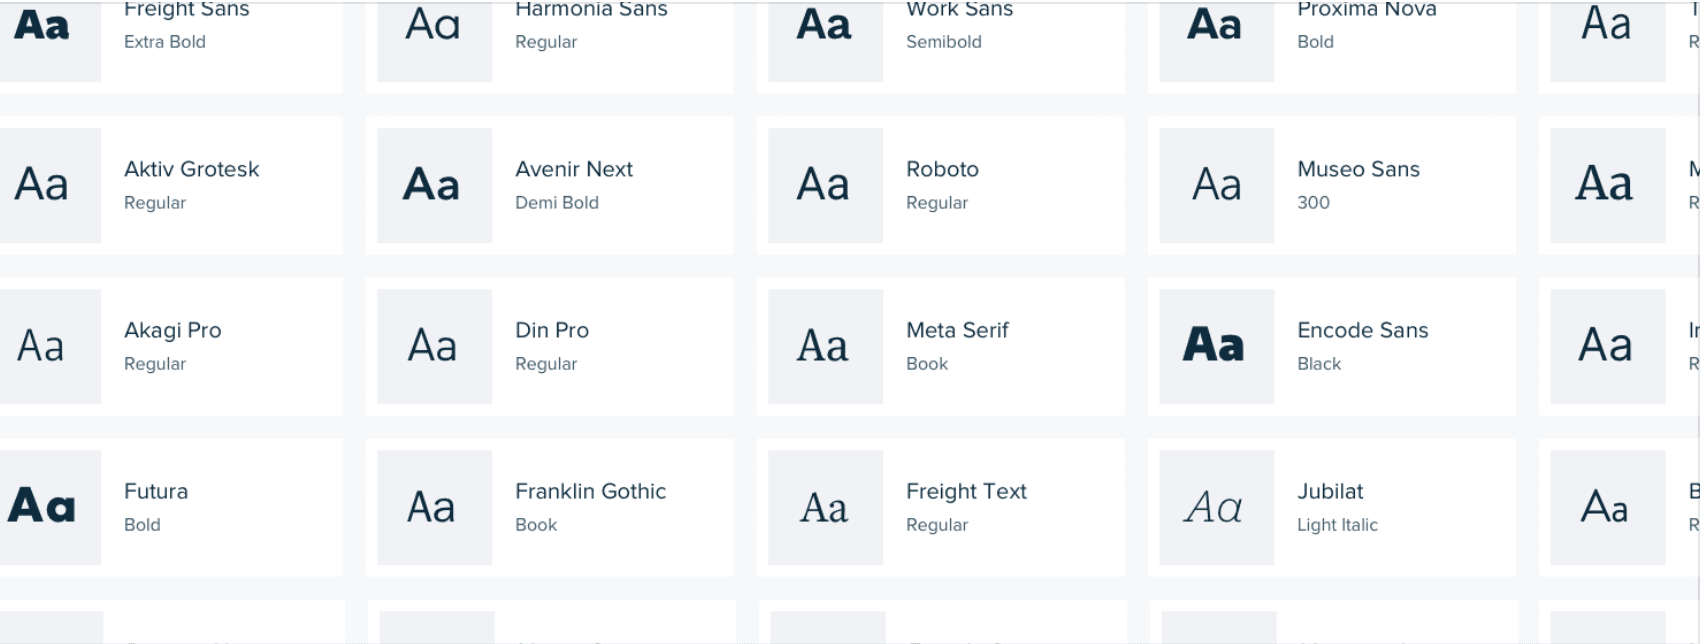 Aa Freight Sans
Extra Bold
Aa Harmonia Sans
Regular
Aa Work Sans
Semibold
Aa Proxima Nova
Bold
Aa
Aa Aktiv Grotesk
Regular
Aa Avenir Next
Demi Bold
Aa Roboto
Regular
Aa Museo Sans
300
Aa
Aa Akagi Pro
Regular
Aa Din Pro
Regular
Aa Meta Serif
Book
Aa Encode Sans
Black
Aa
Aa Futura
Bold
Aa Franklin Gothic
Book
Aa Freight Text
Regular
Aa Jubilat
Light Italic
Aa